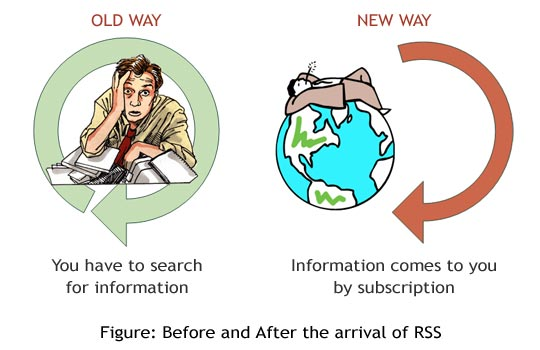 OLD WAY
NEW WAY
You have to search
for information
Information comes to you
by subscription
Figure: Before and After the arrival of RSS